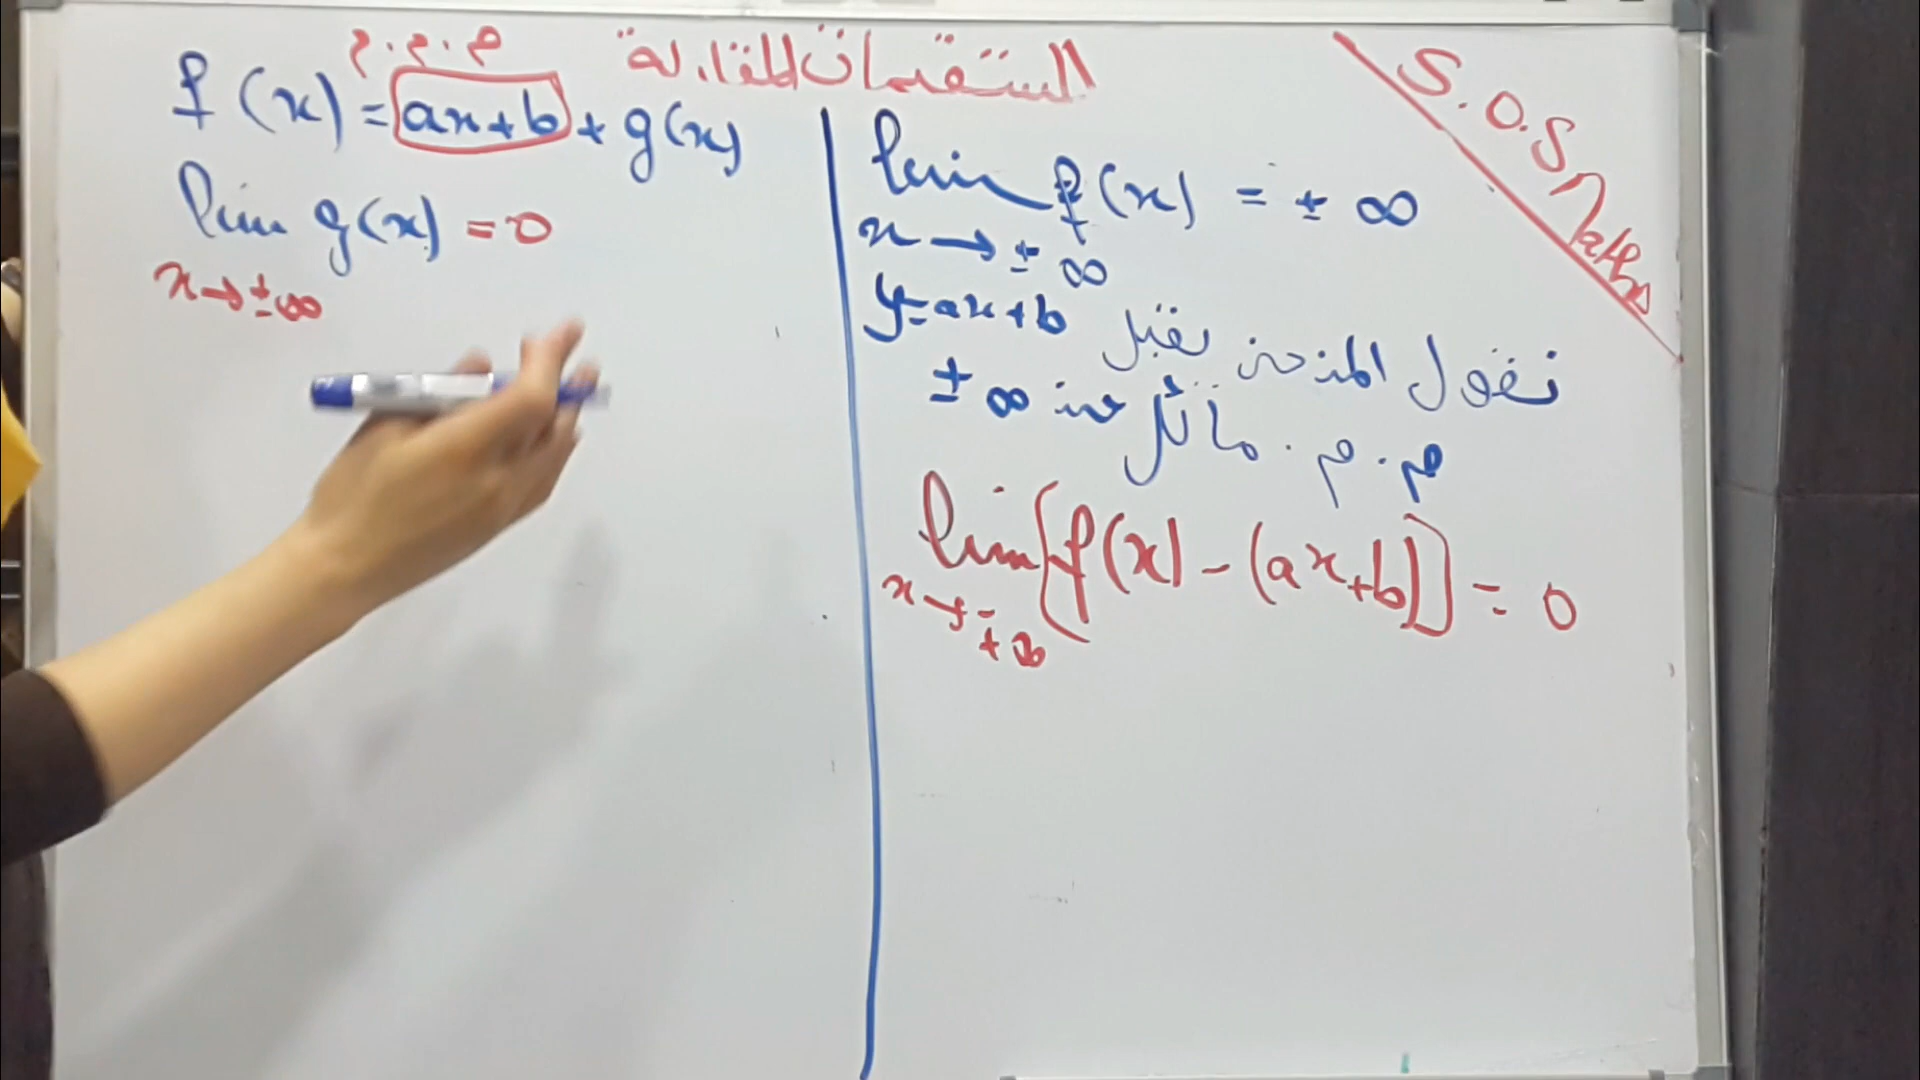 المستقيمات المقاربة
S.O.S Maths
م.م.م
f(x) = ax+b + g(x)
lim g(x) = 0
x→±∞
lim f(x) = ±∞
x→±∞
y=ax+b
نقول المنحنى يقبل
م.م. مائل عند ±∞
lim [f(x) - (ax+b)] = 0
x→±∞